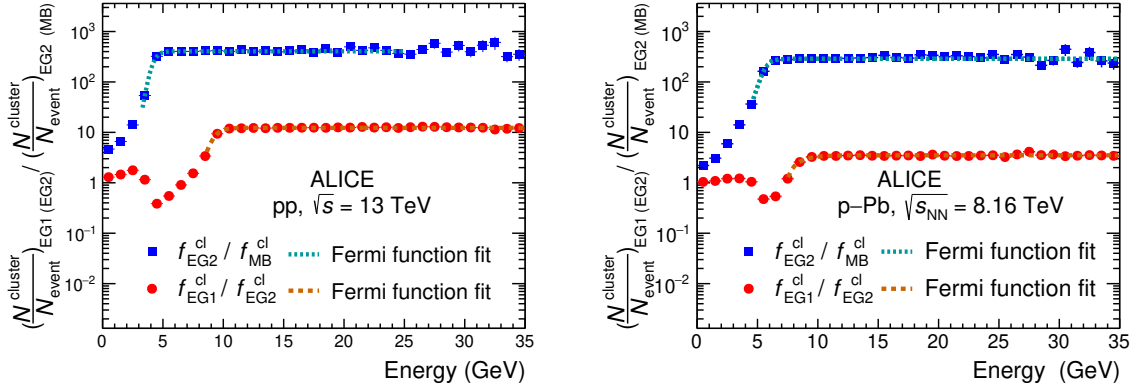 (N^cluster/N_event)_EG1 (EG2) / (N^cluster/N_event)_EG2 (MB)
10³
10²
10
1
10⁻¹
10⁻²
ALICE
pp, √s = 13 TeV
f^cl_EG2 / f^cl_MB Fermi function fit
f^cl_EG1 / f^cl_EG2 Fermi function fit
0 5 10 15 20 25 30 35
Energy (GeV)
(N^cluster/N_event)_EG1 (EG2) / (N^cluster/N_event)_EG2 (MB)
10³
10²
10
1
10⁻¹
10⁻²
ALICE
p–Pb, √s_NN = 8.16 TeV
f^cl_EG2 / f^cl_MB Fermi function fit
f^cl_EG1 / f^cl_EG2 Fermi function fit
0 5 10 15 20 25 30 35
Energy (GeV)